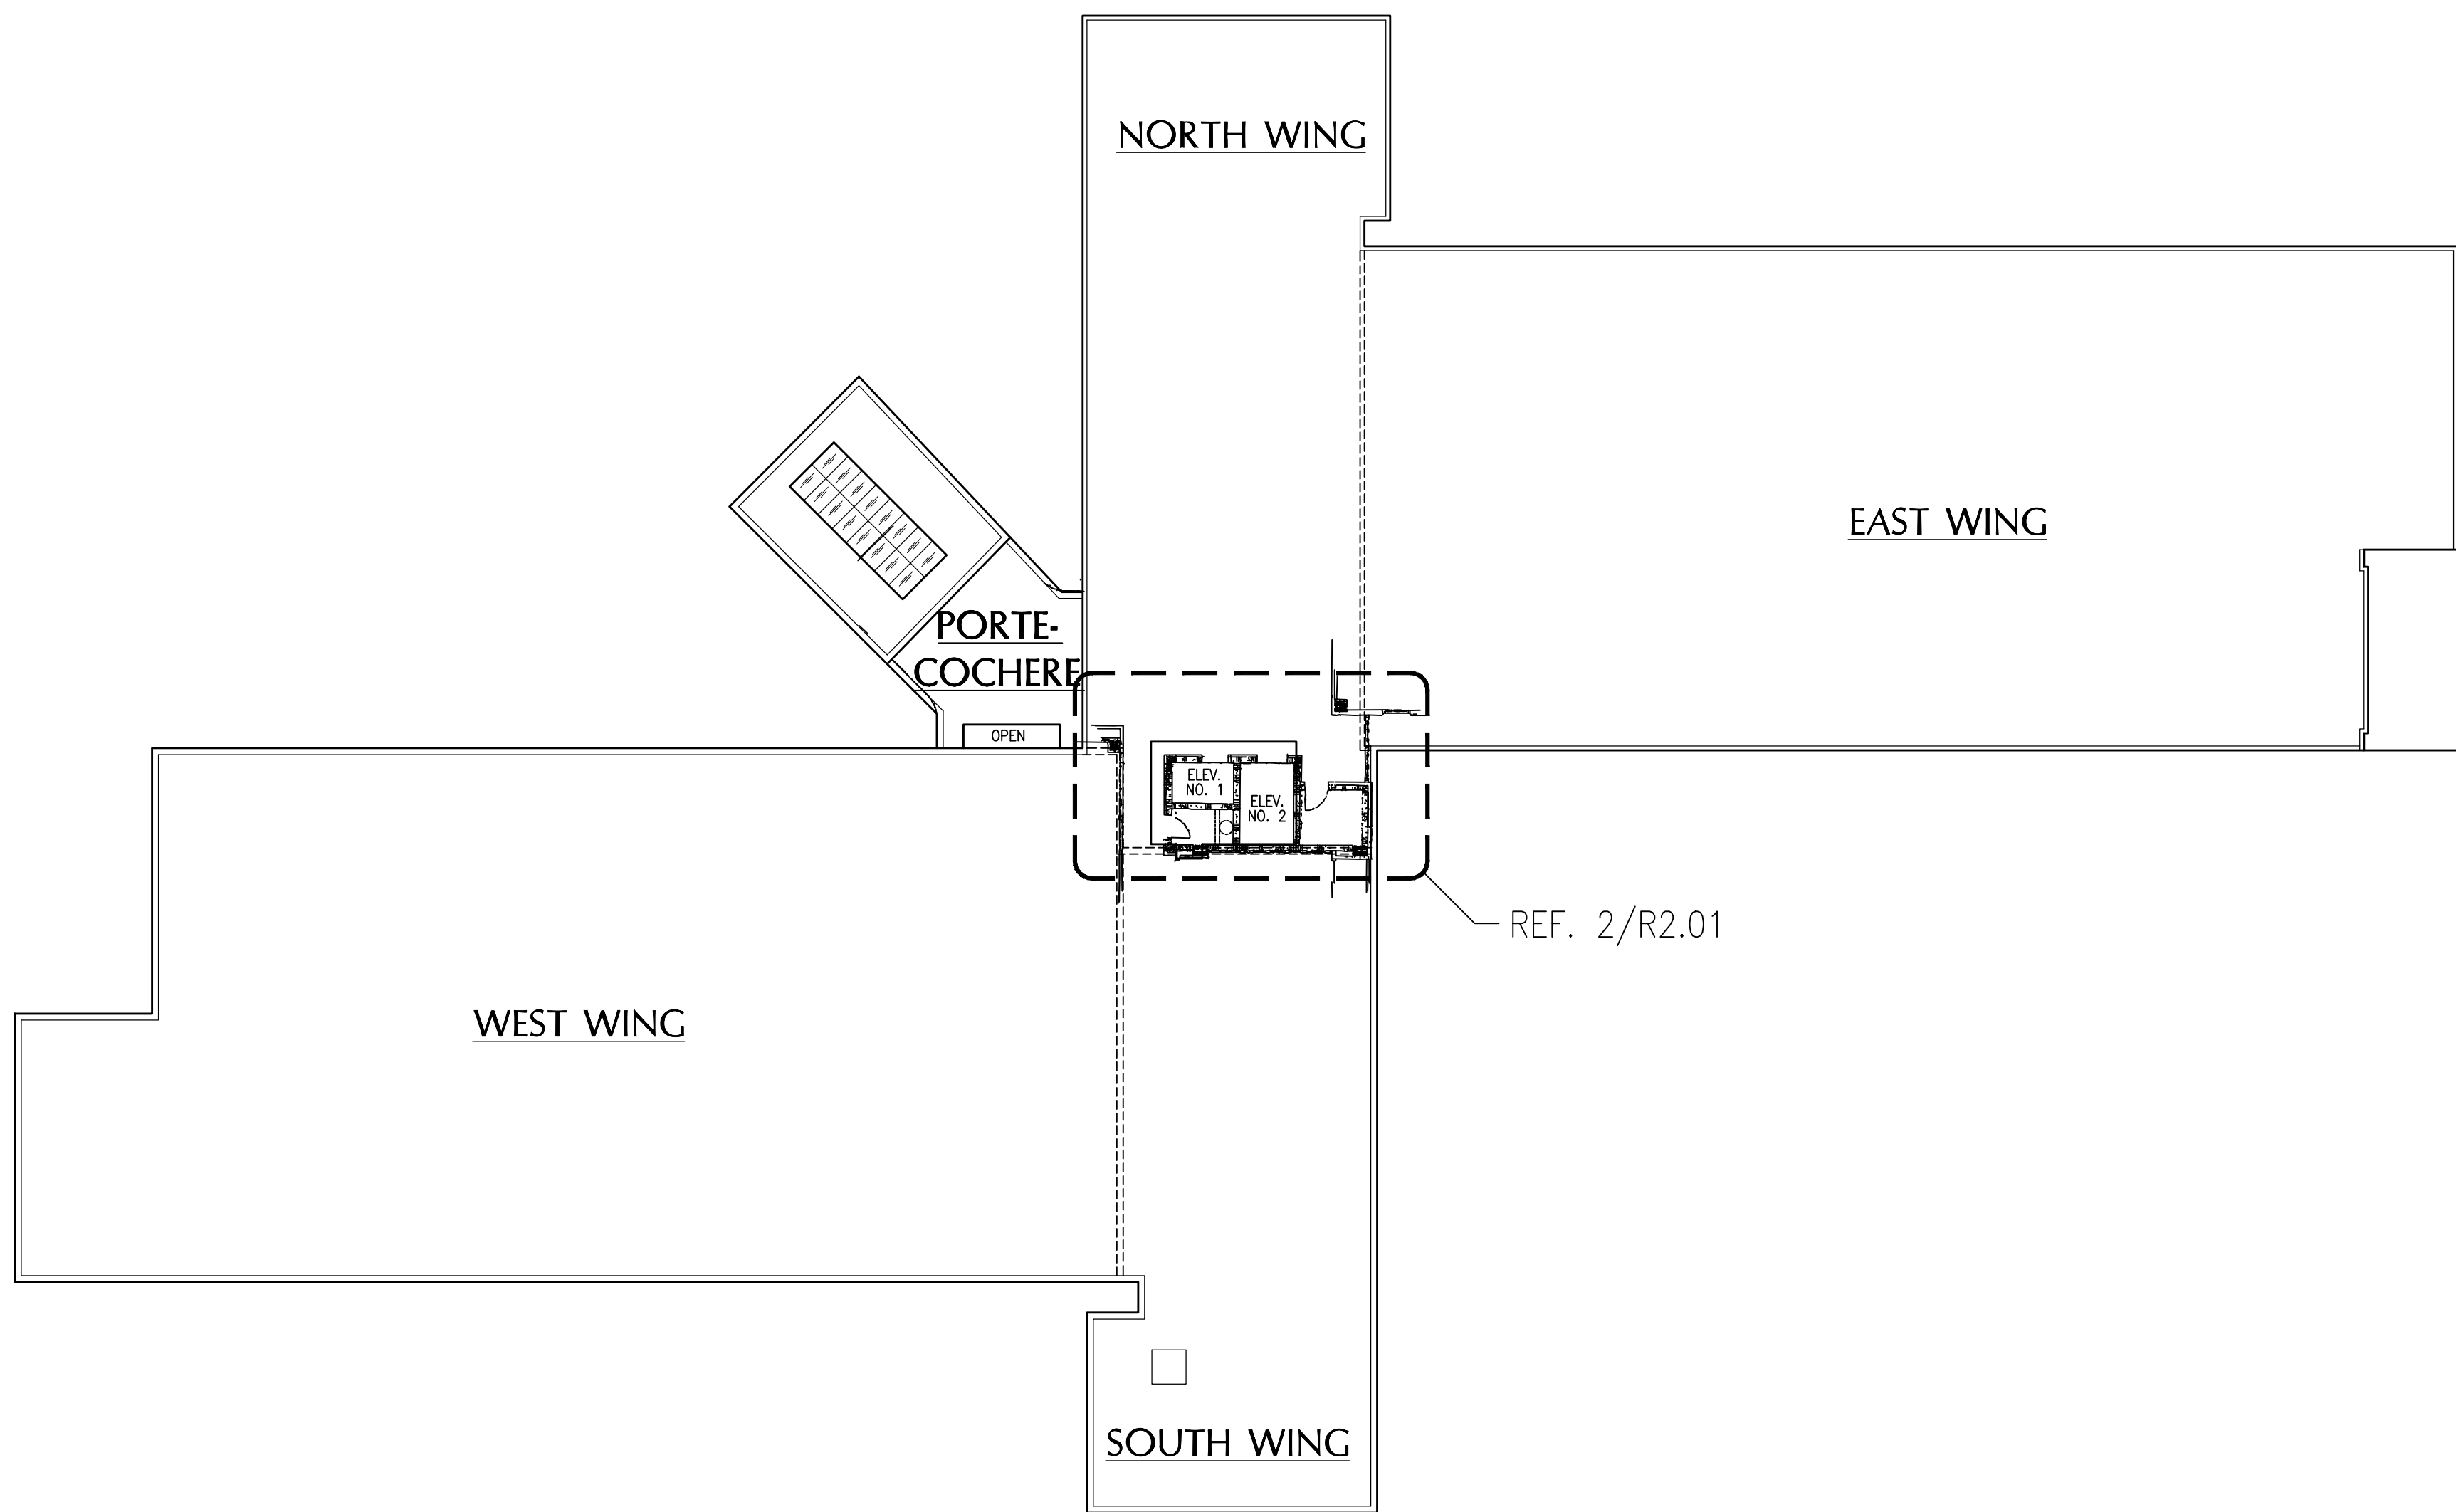 NORTH WING
EAST WING
PORTE-
COCHERE
OPEN
ELEV.
NO. 1
ELEV.
NO. 2
REF. 2/R2.01
WEST WING
SOUTH WING